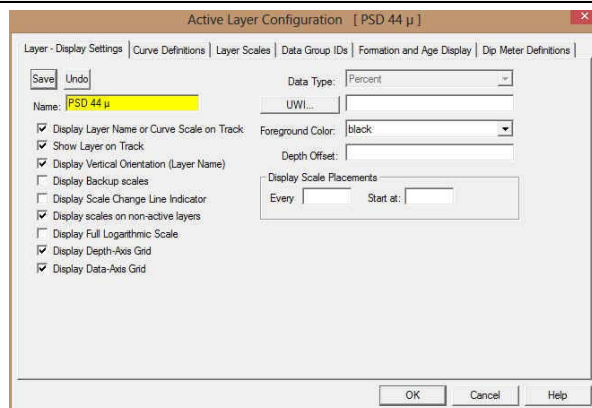 Active Layer Configuration [ PSD 44 µ ]
Layer - Display Settings Curve Definitions Layer Scales Data Group IDs Formation and Age Display Dip Meter Definitions
Save Undo
Name: PSD 44 µ
Display Layer Name or Curve Scale on Track
Show Layer on Track
Display Vertical Orientation (Layer Name)
Display Backup scales
Display Scale Change Line Indicator
Display scales on non-active layers
Display Full Logarithmic Scale
Display Depth-Axis Grid
Display Data-Axis Grid
Data Type: Percent
UWI...
Foreground Color: black
Depth Offset:
Display Scale Placements
Every Start at:
OK Cancel Help